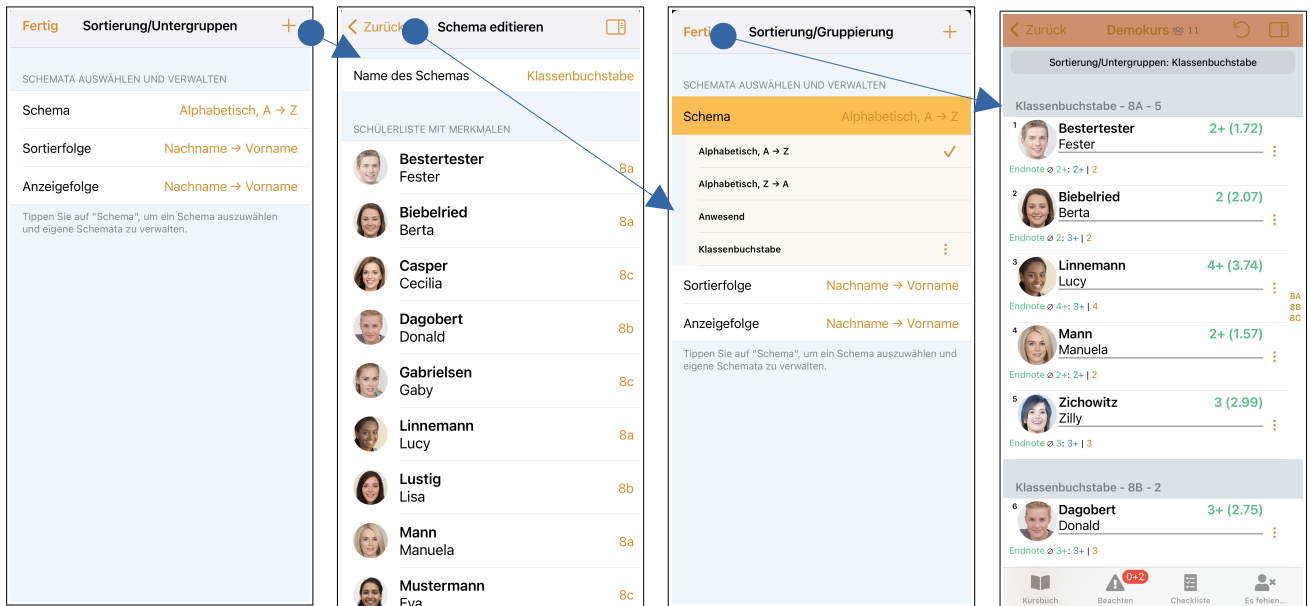 Fertig Sortierung/Untergruppen +
SCHEMATA AUSWÄHLEN UND VERWALTEN
Schema Alphabetisch, A → Z
Sortierfolge Nachname → Vorname
Anzeigefolge Nachname → Vorname
Tippen Sie auf "Schema", um ein Schema auszuwählen
und eigene Schemata zu verwalten.
Zurück Schema editieren
Name des Schemas Klassenbuchstabe
SCHÜLERLISTE MIT MERKMALEN
Bestertester
Fester
8a
Biebelried
Berta
8a
Casper
Cecilia
8c
Dagobert
Donald
8b
Gabrielsen
Gaby
8c
Linnemann
Lucy
8a
Lustig
Lisa
8b
Mann
Manuela
8a
Mustermann
Eva
8c
Sortierung/Gruppierung +
SCHEMATA AUSWÄHLEN UND VERWALTEN
Schema Alphabetisch, A → Z
Alphabetisch, A → Z ✓
Alphabetisch, Z → A
Anwesend
Klassenbuchstabe
Sortierfolge Nachname → Vorname
Anzeigefolge Nachname → Vorname
Tippen Sie auf "Schema", um ein Schema auszuwählen und
eigene Schemata zu verwalten.
Zurück Demokurs 11
Sortierung/Untergruppen: Klassenbuchstabe
Klassenbuchstabe - 8A - 5
1 Bestertester 2+ (1.72)
Fester
Endnote ⌀ 2+: 2+ | 2
2 Biebelried 2 (2.07)
Berta
Endnote ⌀ 2: 3+ | 2
3 Linnemann 4+ (3.74)
Lucy
Endnote ⌀ 4+: 3+ | 4
8A
8B
8C
4 Mann 2+ (1.57)
Manuela
Endnote ⌀ 2+: 2+ | 2
5 Zichowitz 3 (2.99)
Zilly
Endnote ⌀ 3: 3+ | 3
Klassenbuchstabe - 8B - 2
6 Dagobert 3+ (2.75)
Donald
Endnote ⌀ 3+: 3+ | 3
0+2
Kursbuch Beachten Checkliste Es fehlen...